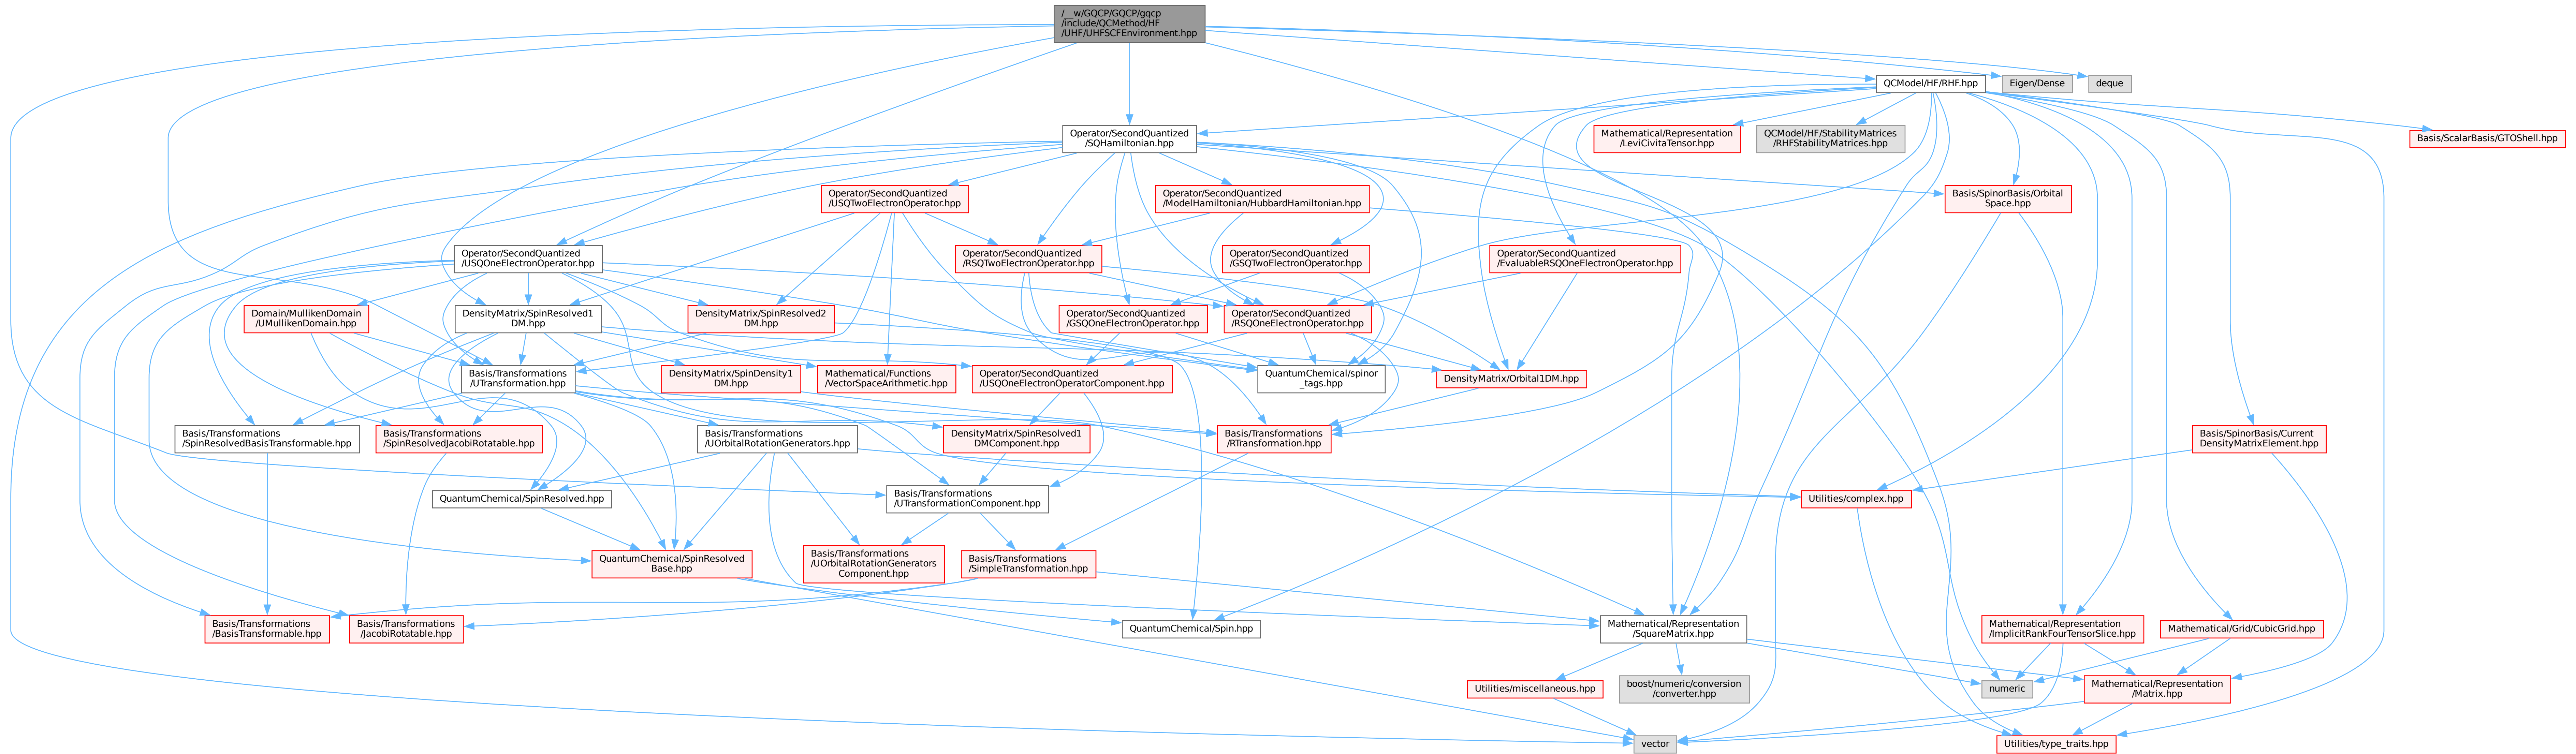 /__w/GQCP/GQCP/gqcp
/include/QCMethod/HF
/UHF/UHFSCFEnvironment.hpp
QCModel/HF/RHF.hpp
Eigen/Dense
deque
Operator/SecondQuantized
/SQHamiltonian.hpp
Mathematical/Representation
/LeviCivitaTensor.hpp
QCModel/HF/StabilityMatrices
/RHFStabilityMatrices.hpp
Basis/ScalarBasis/GTOShell.hpp
Operator/SecondQuantized
/USQTwoElectronOperator.hpp
Operator/SecondQuantized
/ModelHamiltonian/HubbardHamiltonian.hpp
Basis/SpinorBasis/Orbital
Space.hpp
Operator/SecondQuantized
/USQOneElectronOperator.hpp
Operator/SecondQuantized
/RSQTwoElectronOperator.hpp
Operator/SecondQuantized
/GSQTwoElectronOperator.hpp
Operator/SecondQuantized
/EvaluableRSQOneElectronOperator.hpp
Domain/MullikenDomain
/UMullikenDomain.hpp
DensityMatrix/SpinResolved1
DM.hpp
DensityMatrix/SpinResolved2
DM.hpp
Operator/SecondQuantized
/GSQOneElectronOperator.hpp
Operator/SecondQuantized
/RSQOneElectronOperator.hpp
Basis/Transformations
/UTransformation.hpp
DensityMatrix/SpinDensity1
DM.hpp
Mathematical/Functions
/VectorSpaceArithmetic.hpp
Operator/SecondQuantized
/USQOneElectronOperatorComponent.hpp
QuantumChemical/spinor
_tags.hpp
DensityMatrix/Orbital1DM.hpp
Basis/Transformations
/SpinResolvedBasisTransformable.hpp
Basis/Transformations
/SpinResolvedJacobiRotatable.hpp
Basis/Transformations
/UOrbitalRotationGenerators.hpp
DensityMatrix/SpinResolved1
DMComponent.hpp
Basis/Transformations
/RTransformation.hpp
Basis/SpinorBasis/Current
DensityMatrixElement.hpp
QuantumChemical/SpinResolved.hpp
Basis/Transformations
/UTransformationComponent.hpp
Utilities/complex.hpp
QuantumChemical/SpinResolved
Base.hpp
Basis/Transformations
/UOrbitalRotationGenerators
Component.hpp
Basis/Transformations
/SimpleTransformation.hpp
Basis/Transformations
/BasisTransformable.hpp
Basis/Transformations
/JacobiRotatable.hpp
QuantumChemical/Spin.hpp
Mathematical/Representation
/SquareMatrix.hpp
Mathematical/Representation
/ImplicitRankFourTensorSlice.hpp
Mathematical/Grid/CubicGrid.hpp
Utilities/miscellaneous.hpp
boost/numeric/conversion
/converter.hpp
numeric
Mathematical/Representation
/Matrix.hpp
vector
Utilities/type_traits.hpp